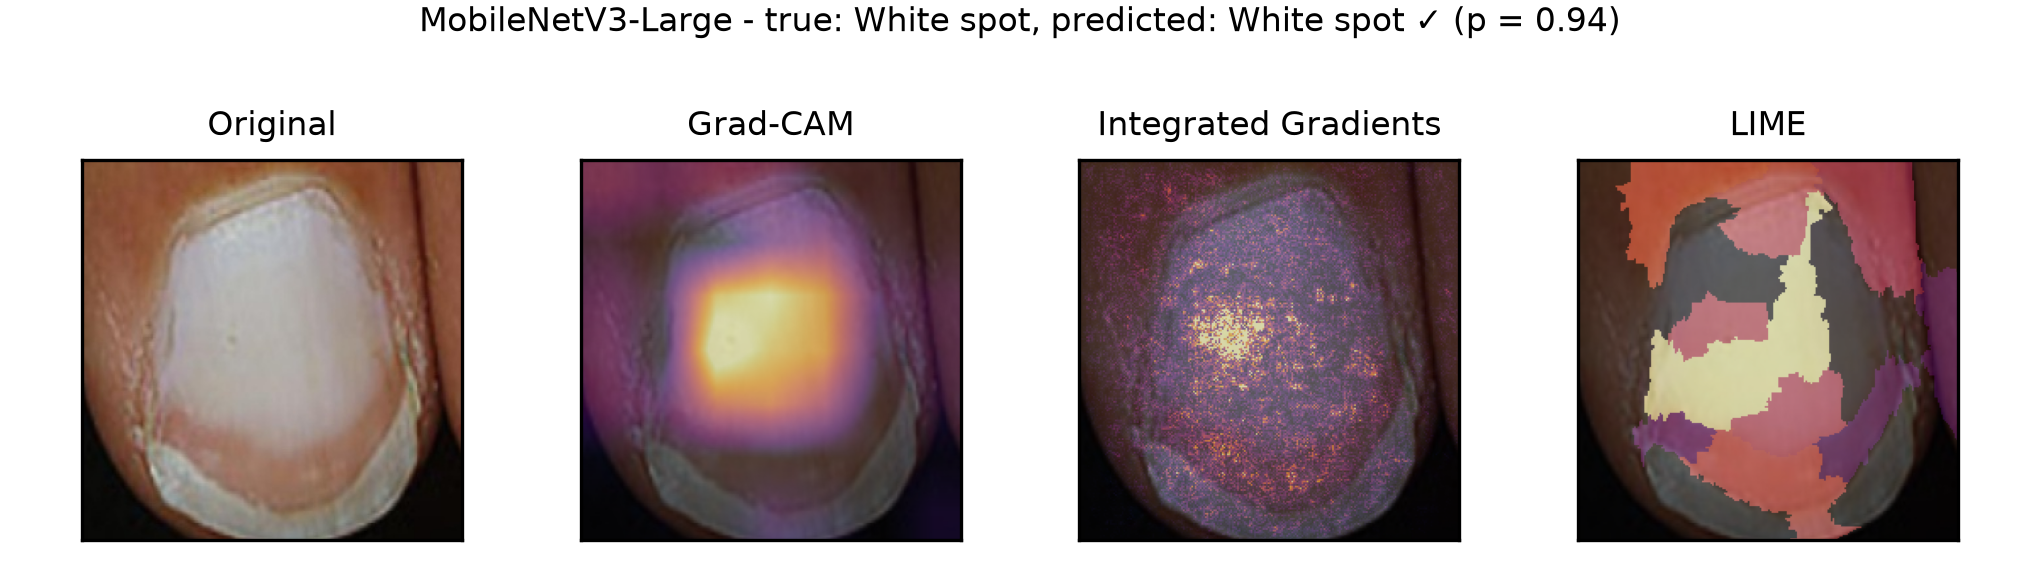 MobileNetV3-Large - true: White spot, predicted: White spot ✓ (p = 0.94)
Original
Grad-CAM
Integrated Gradients
LIME